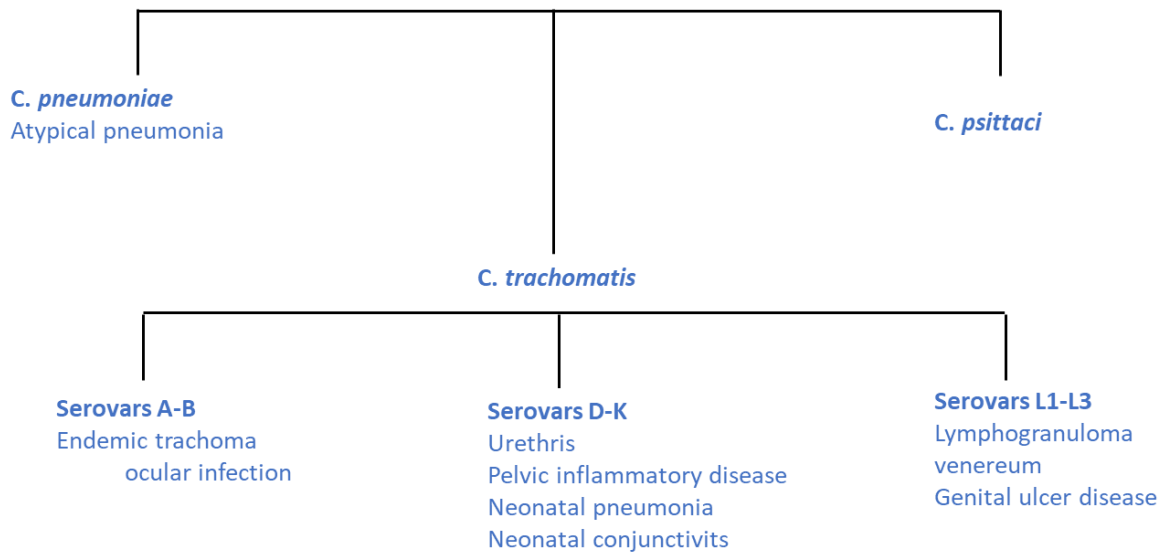 C. pneumoniae
Atypical pneumonia
C. psittaci
C. trachomatis
Serovars A-B
Endemic trachoma
ocular infection
Serovars D-K
Urethris
Pelvic inflammatory disease
Neonatal pneumonia
Neonatal conjunctivits
Serovars L1-L3
Lymphogranuloma
venereum
Genital ulcer disease